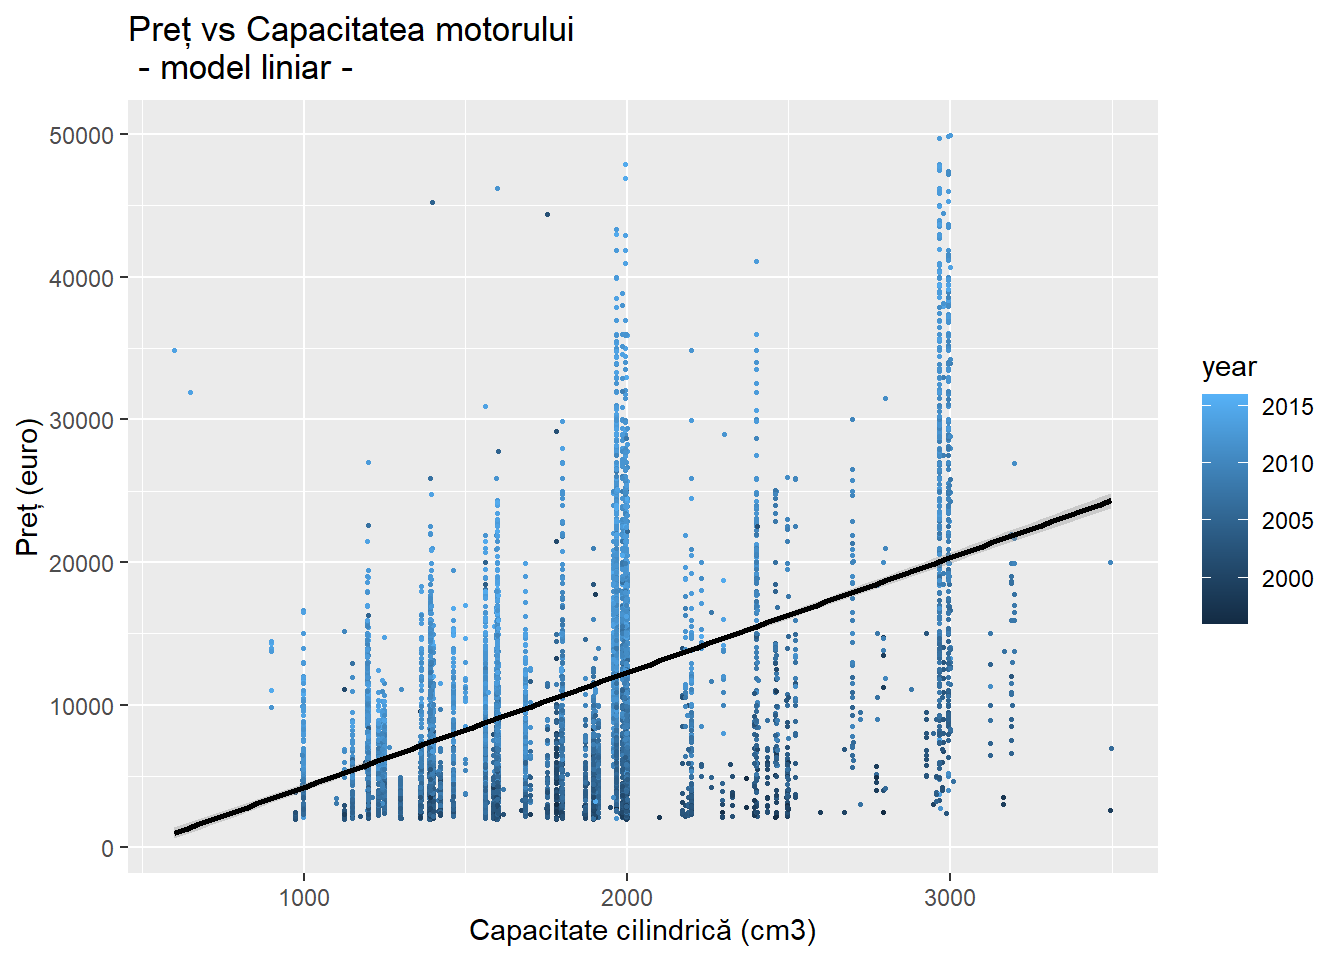 Preț vs Capacitatea motorului
- model liniar -
50000
40000
30000
20000
10000
0
Preț (euro)
1000 2000 3000
Capacitate cilindrică (cm3)
year
2015
2010
2005
2000